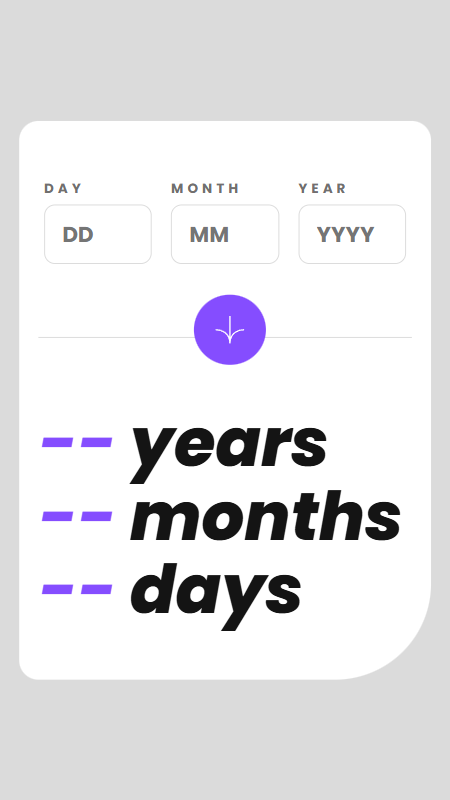 DAY MONTH YEAR
DD MM YYYY
-- years
-- months
-- days